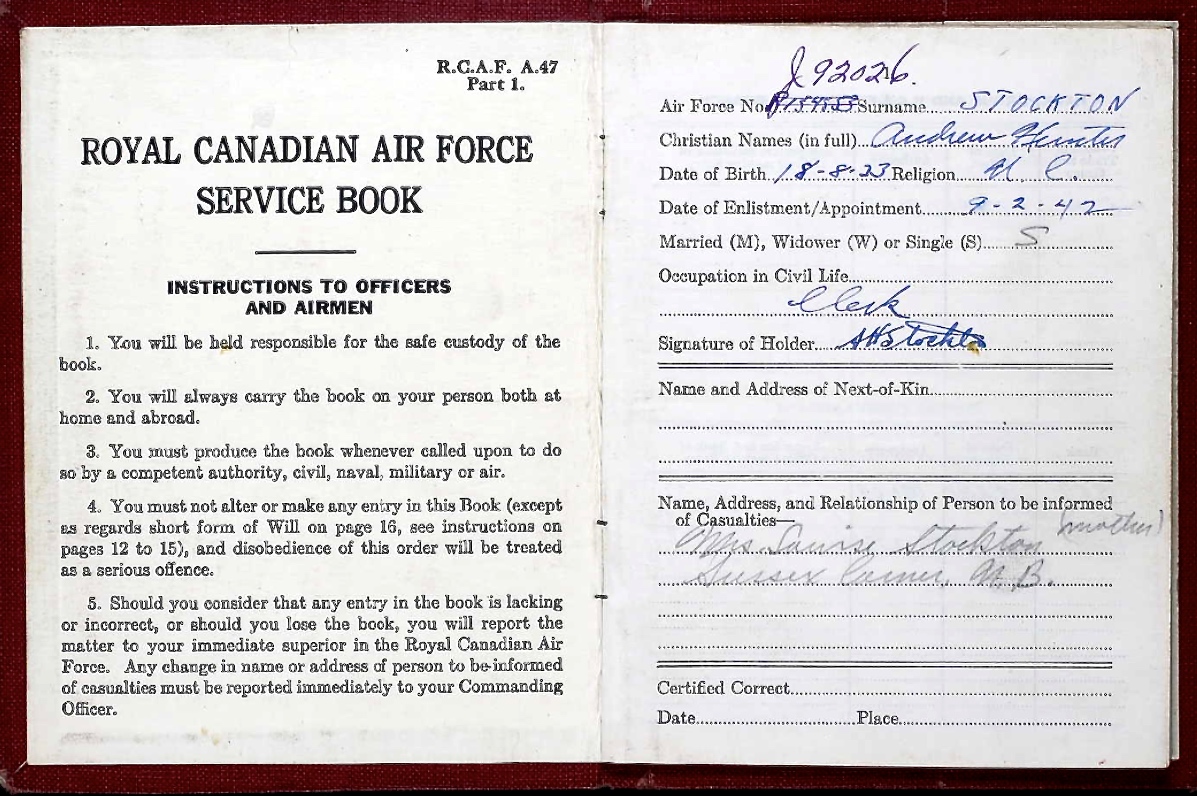 R.C.A.F. A.47
Part 1.
ROYAL CANADIAN AIR FORCE
SERVICE BOOK
INSTRUCTIONS TO OFFICERS
AND AIRMEN
1. You will be held responsible for the safe custody of the
book.
2. You will always carry the book on your person both at
home and abroad.
3. You must produce the book whenever called upon to do
so by a competent authority, civil, naval, military or air.
4. You must not alter or make any entry in this Book (except
as regards short form of Will on page 16, see instructions on
pages 12 to 15), and disobedience of this order will be treated
as a serious offence.
5. Should you consider that any entry in the book is lacking
or incorrect, or should you lose the book, you will report the
matter to your immediate superior in the Royal Canadian Air
Force. Any change in name or address of person to be informed
of casualties must be reported immediately to your Commanding
Officer.
J92026.
Air Force No. Surname STOCKTON
Christian Names (in full) Andrew Hunter
Date of Birth 18-8-23 Religion U. C.
Date of Enlistment/Appointment 9-2-42
Married (M), Widower (W) or Single (S) S
Occupation in Civil Life
Clerk
Signature of Holder AHStockton
Name and Address of Next-of-Kin
Name, Address, and Relationship of Person to be informed
of Casualties— (mother)
Mrs Louise Stockton
Sussex Corner, N.B.
Certified Correct
Date Place